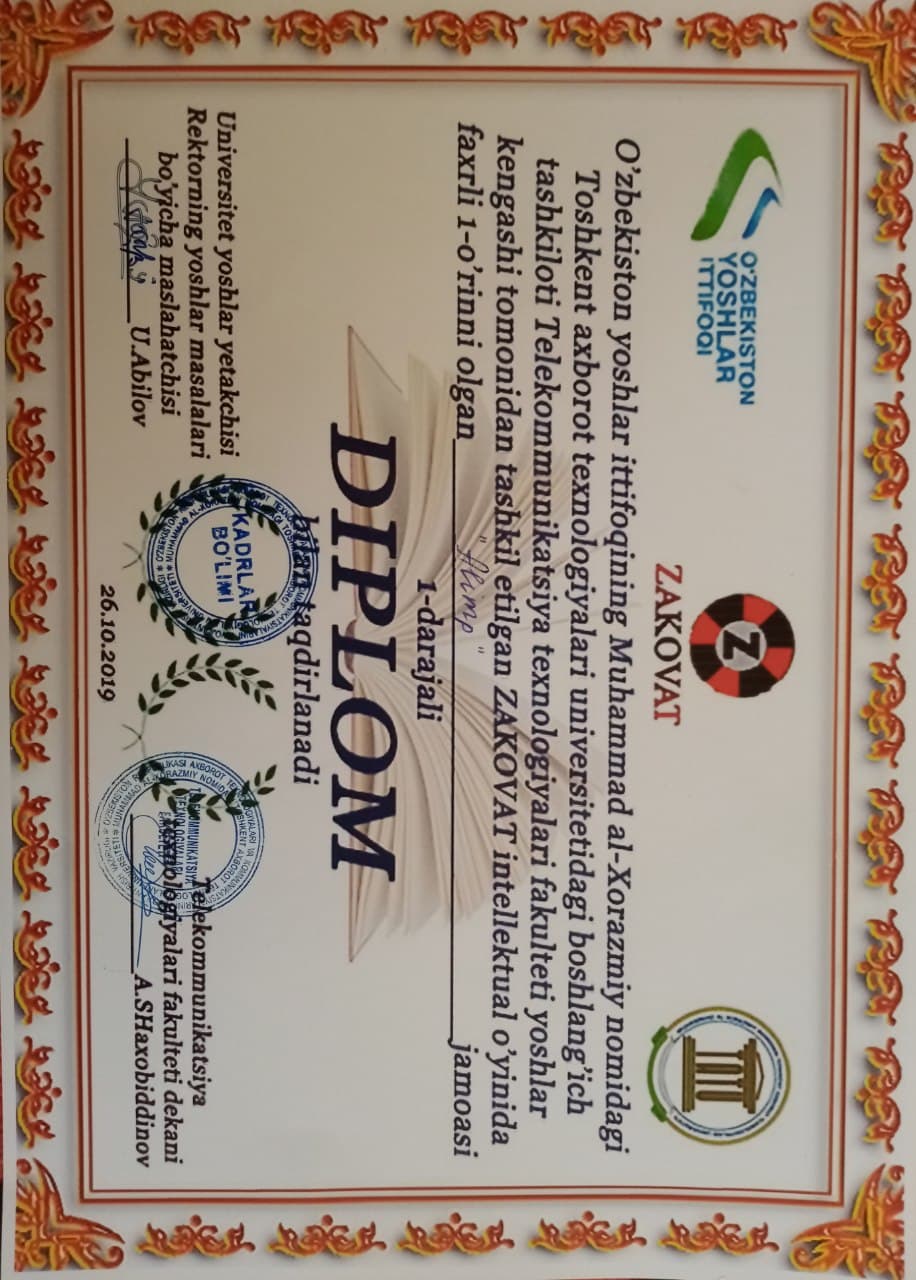 O'ZBEKISTON
YOSHLAR
ITTIFOQI
Z
ZAKOVAT
O'zbekiston yoshlar ittifoqining Muhammad al-Xorazmiy nomidagi
Toshkent axborot texnologiyalari universitetidagi boshlang'ich
tashkiloti Telekommunikatsiya texnologiyalari fakulteti yoshlar
kengashi tomonidan tashkil etilgan ZAKOVAT intellektual o'yinida
faxrli 1-o'rinni olgan "Alimp" jamoasi
1-darajali
DIPLOM
bilan taqdirlanadi
Universitet yoshlar yetakchisi
Rektorning yoshlar masalalari
bo'yicha maslahatchisi
U.Abilov
KADRLAR
BO'LIMI
26.10.2019
Telekommunikatsiya
texnologiyalari fakulteti dekani
A.SHaxobiddinov
TELEKOMMUNIKATSIYA
TEXNOLOGIYALARI